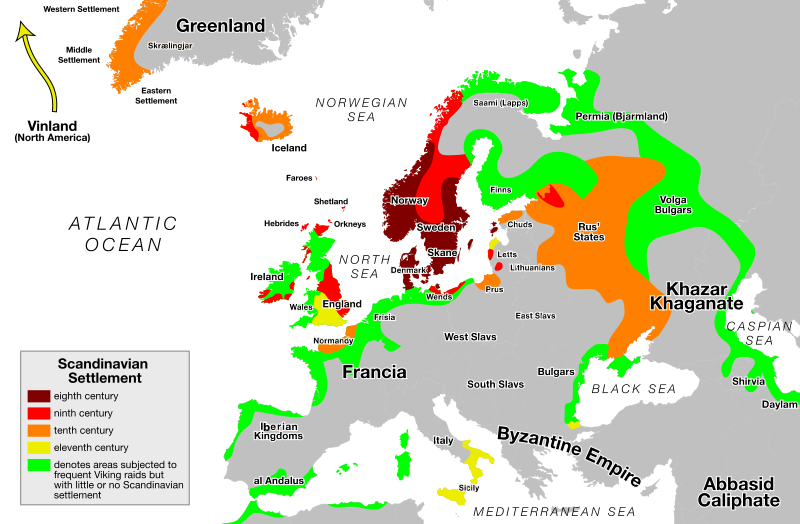 Western Settlement
Greenland
Skrælingjar
Middle
Settlement
Eastern
Settlement
Vinland
(North America)
NORWEGIAN
SEA
Saami (Lapps)
Permia (Bjarmland)
Iceland
Faroes
Finns
Volga
Bulgars
Shetland
Norway
Hebrides
Orkneys
Sweden
Chuds
Rus'
States
ATLANTIC
OCEAN
NORTH
SEA
Skane
Letts
Denmark
Lithuanians
Ireland
Khazar
Khaganate
Prus
Wends
Wales
England
Frisia
East Slavs
CASPIAN
SEA
Normandy
West Slavs
Scandinavian
Settlement
Francia
Bulgars
Shirvia
South Slavs
BLACK SEA
eighth century
Daylam
ninth century
Iberian
Kingdoms
tenth century
Italy
Byzantine Empire
eleventh century
denotes areas subjected to
frequent Viking raids but
with little or no Scandinavian
settlement
al Andalus
Sicily
Abbasid
Caliphate
MEDITERRANEAN SEA